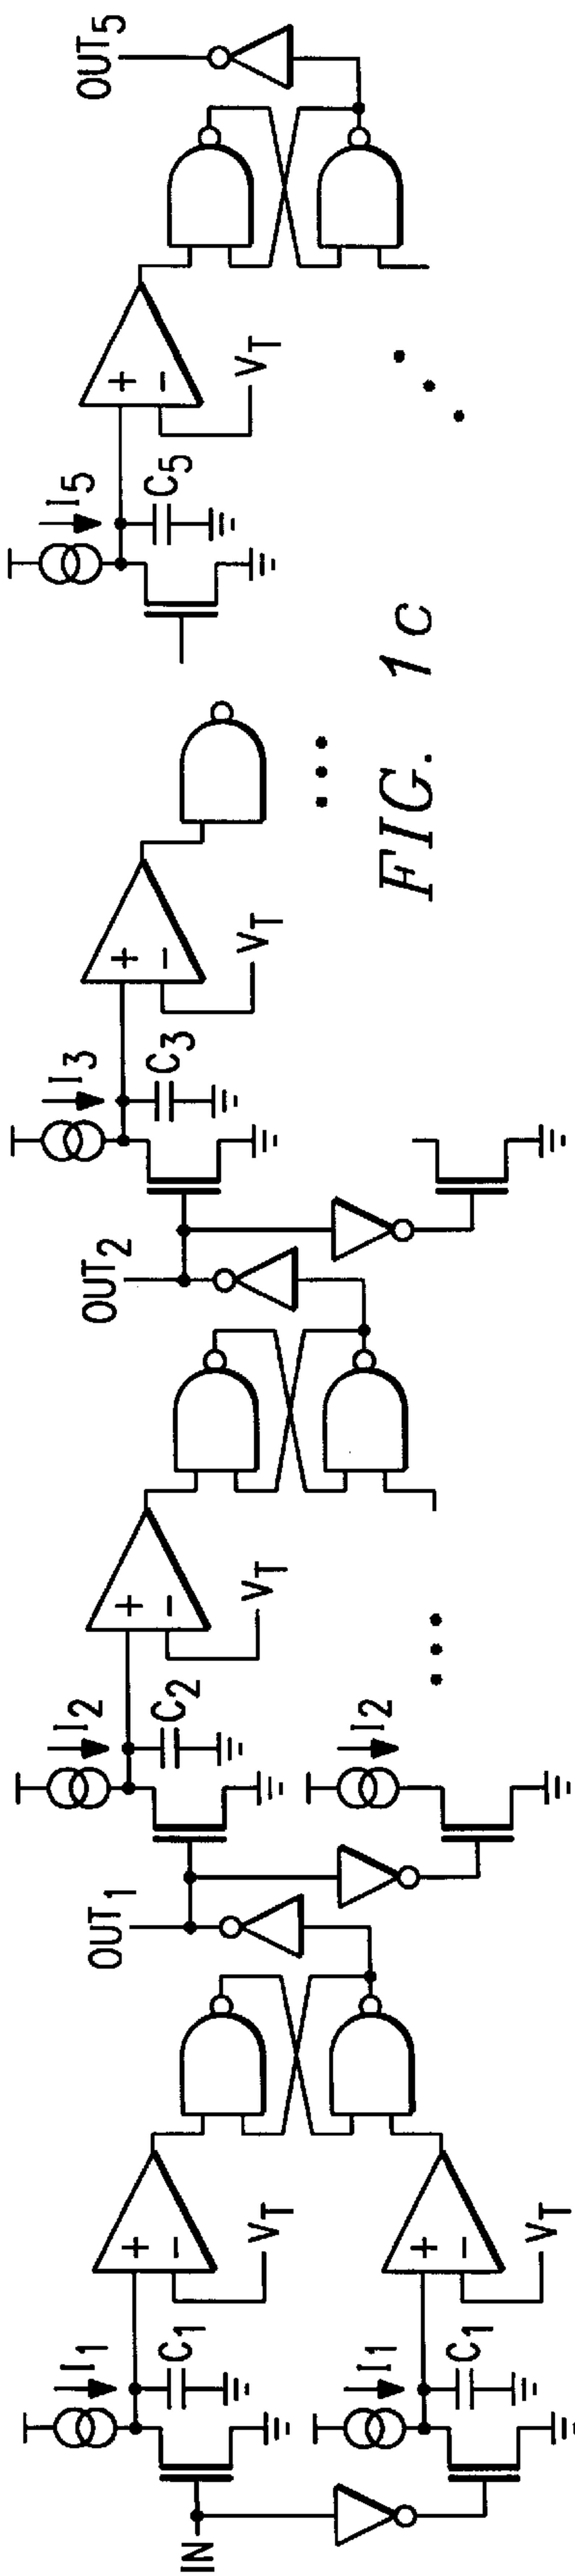 IN
I1
C1
+
−
VT
I1
C1
+
−
VT
OUT1
I2
C2
+
−
VT
I2
OUT2
I3
C3
+
−
VT
I5
C5
+
−
VT
OUT5
FIG. 1c